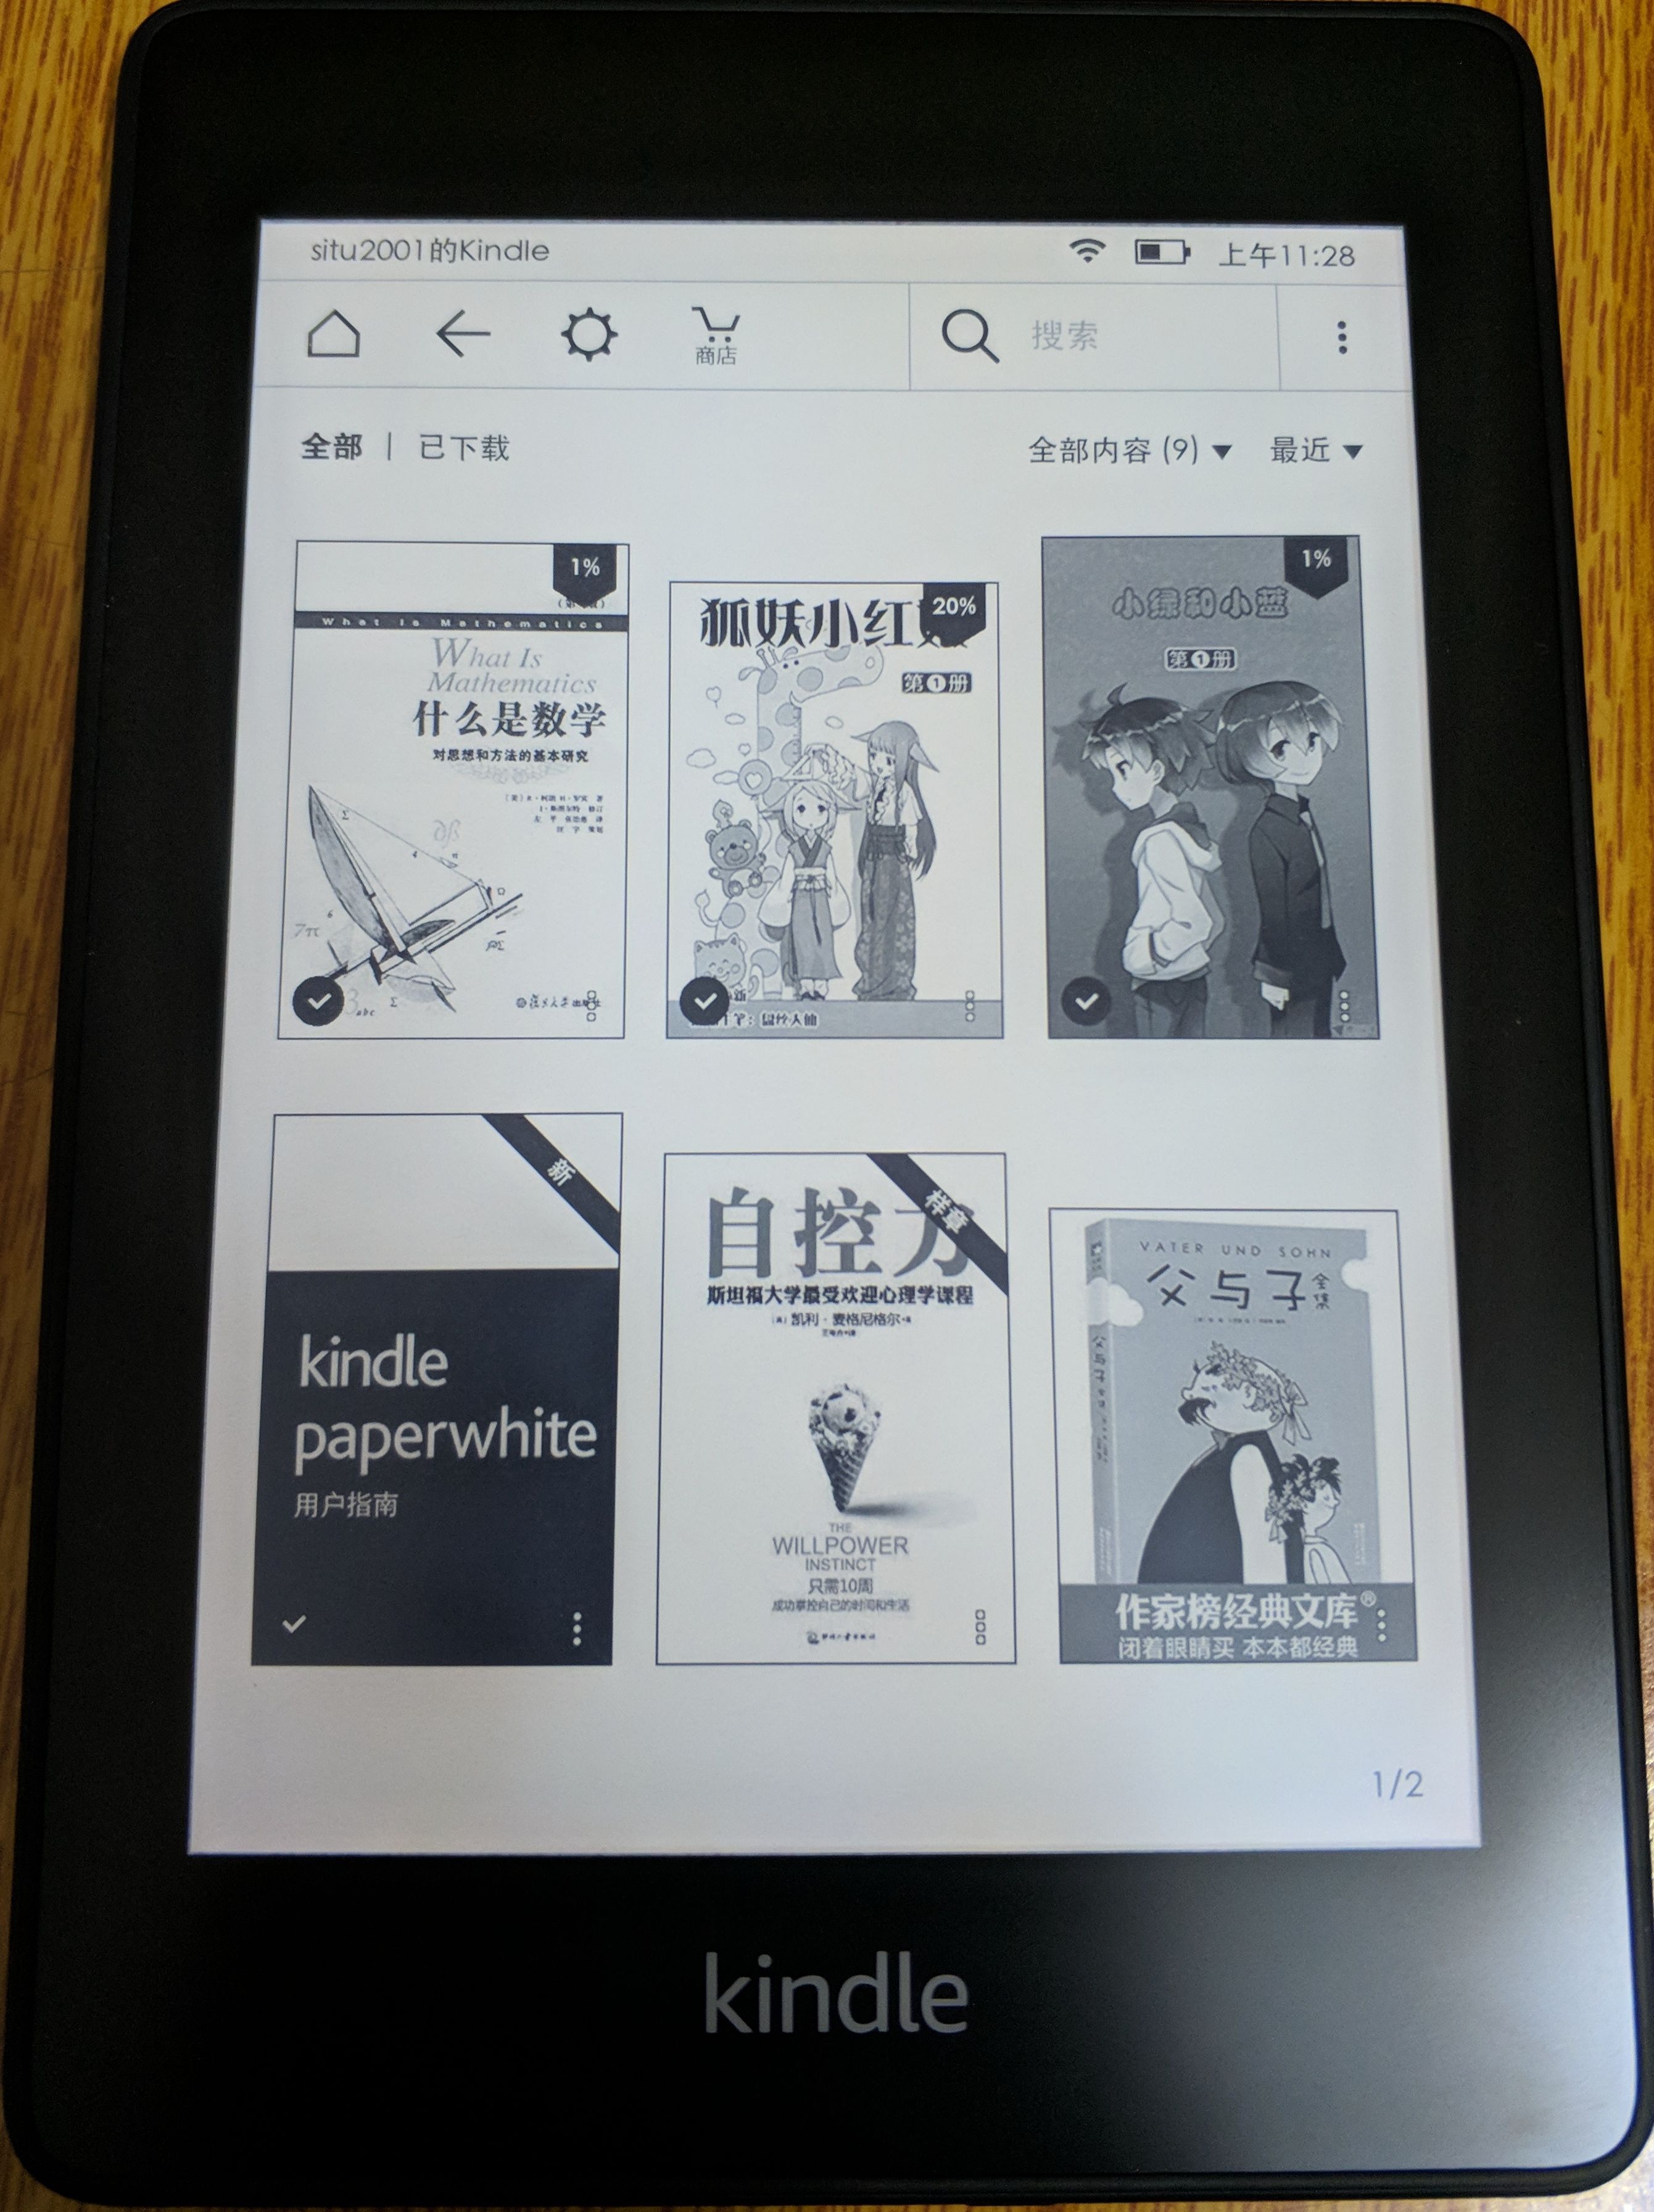 situ2001的Kindle
上午11:28
商店
搜索
全部 | 已下载
全部内容 (9) ▼ 最近 ▼
1%
What is Mathematics
What Is
Mathematics
什么是数学
对思想和方法的基本研究
20%
狐妖小红
第1册
1%
小绿和小蓝
第1册
新
kindle
paperwhite
用户指南
样章
自控力
斯坦福大学最受欢迎心理学课程
凯利·麦格尼格尔
THE
WILLPOWER
INSTINCT
只需10周
成功掌控自己的时间和生活
VATER UND SOHN
父与子全集
作家榜经典文库®
闭着眼睛买 本本都经典
1/2
kindle